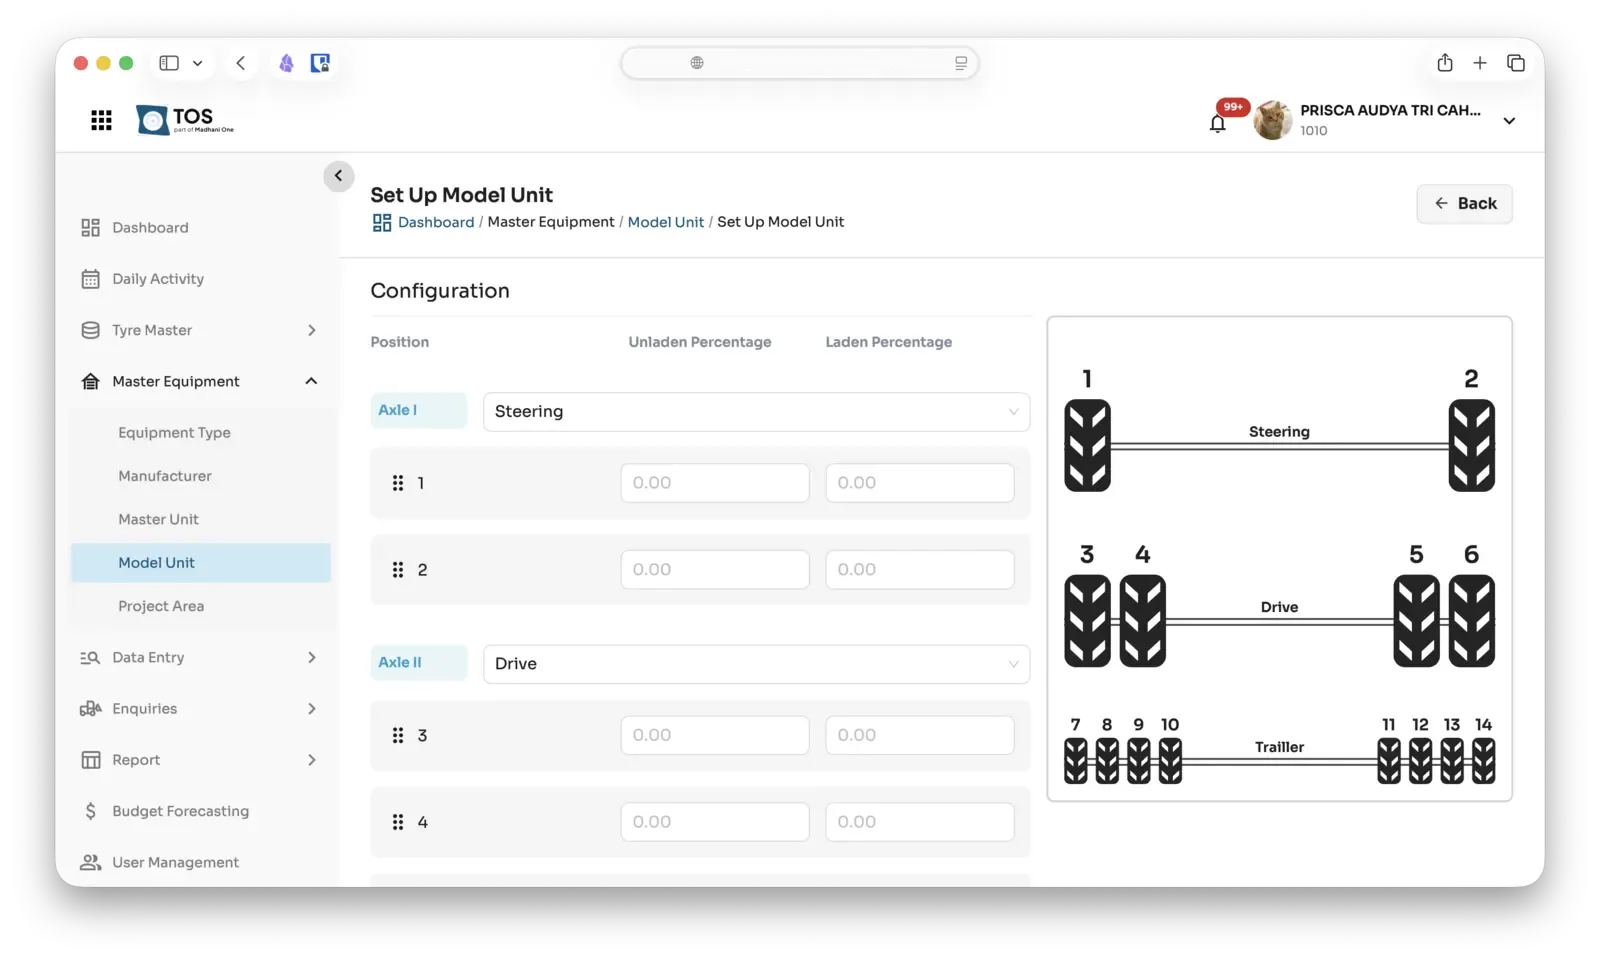 TOS
part of Madhani One
99+
PRISCA AUDYA TRI CAH...
1010
Dashboard
Daily Activity
Tyre Master
Master Equipment
Equipment Type
Manufacturer
Master Unit
Model Unit
Project Area
Data Entry
Enquiries
Report
Budget Forecasting
User Management
Set Up Model Unit
Dashboard / Master Equipment / Model Unit / Set Up Model Unit
Back
Configuration
Position Unladen Percentage Laden Percentage
Axle I Steering
1 0.00 0.00
2 0.00 0.00
Axle II Drive
3 0.00 0.00
4 0.00 0.00
1 2
Steering
3 4 5 6
Drive
7 8 9 10 11 12 13 14
Trailler